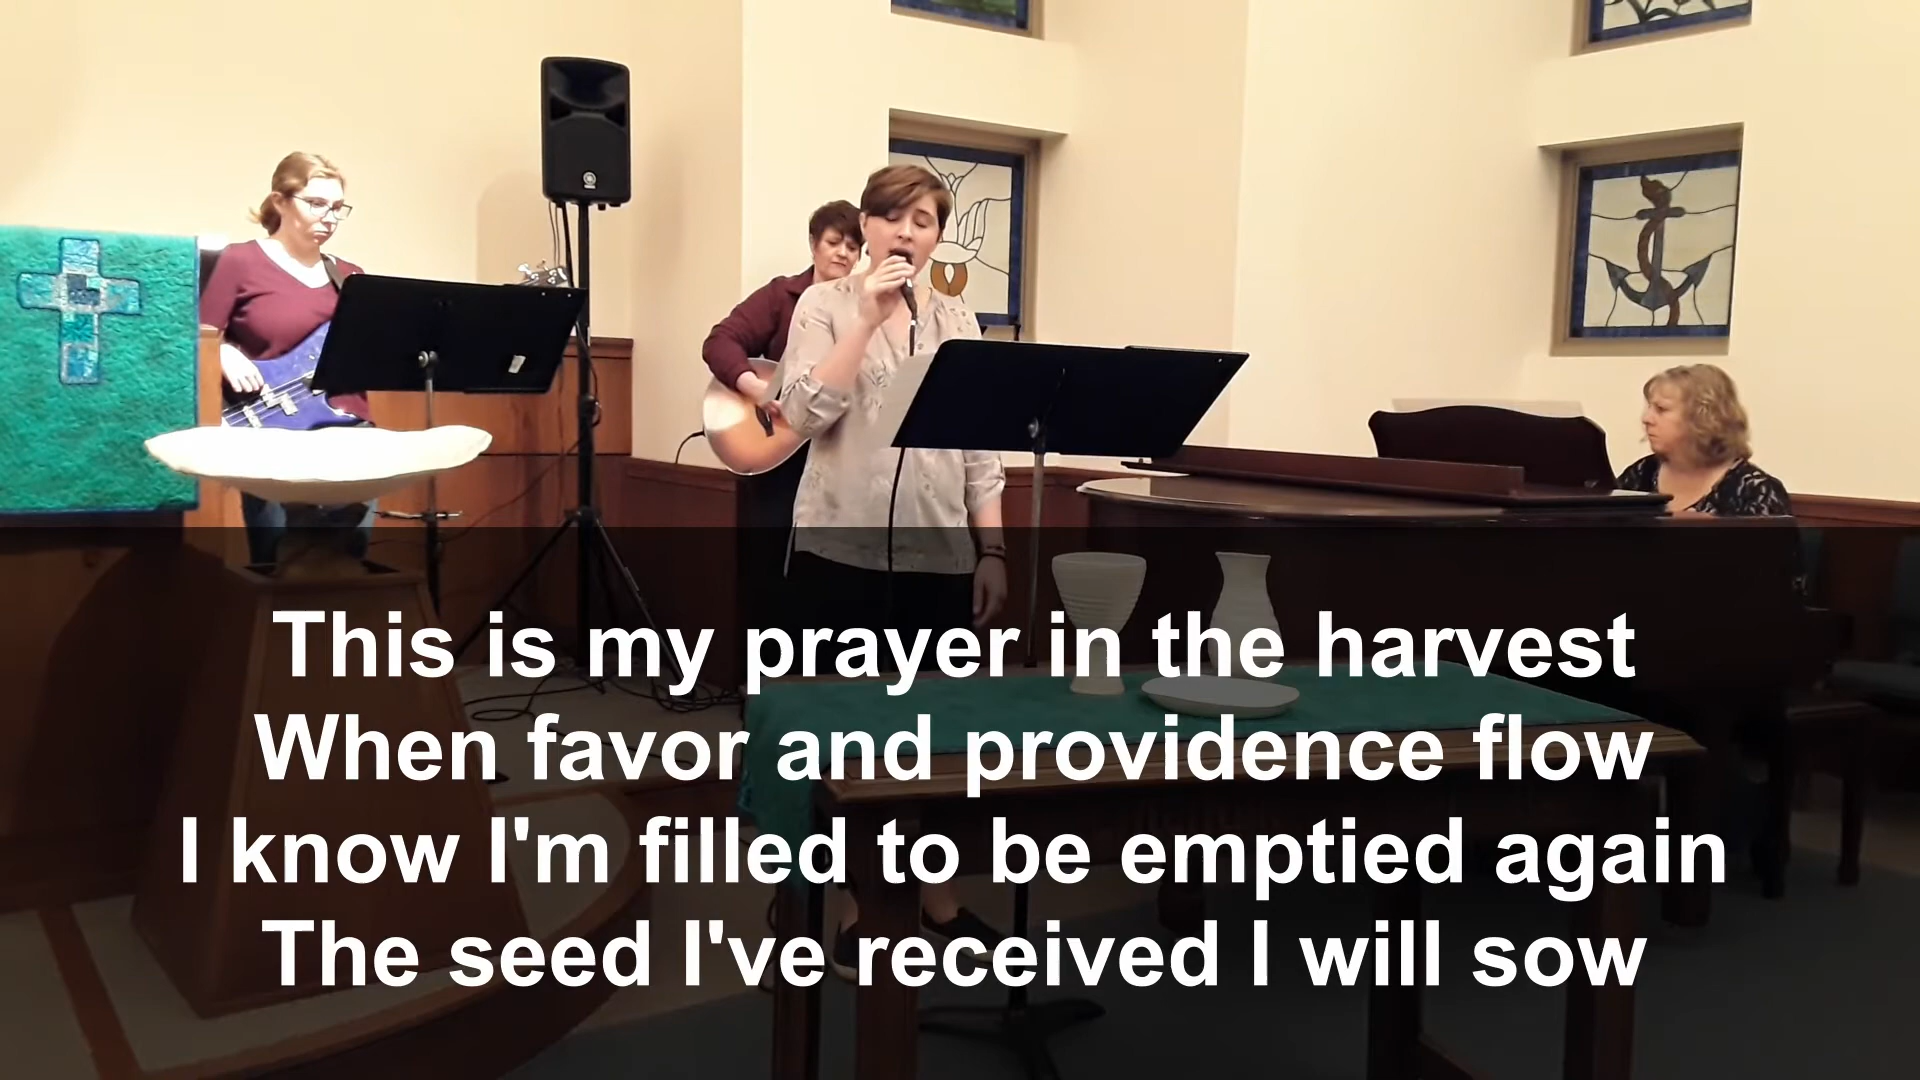 This is my prayer in the harvest
When favor and providence flow
I know I'm filled to be emptied again
The seed I've received I will sow